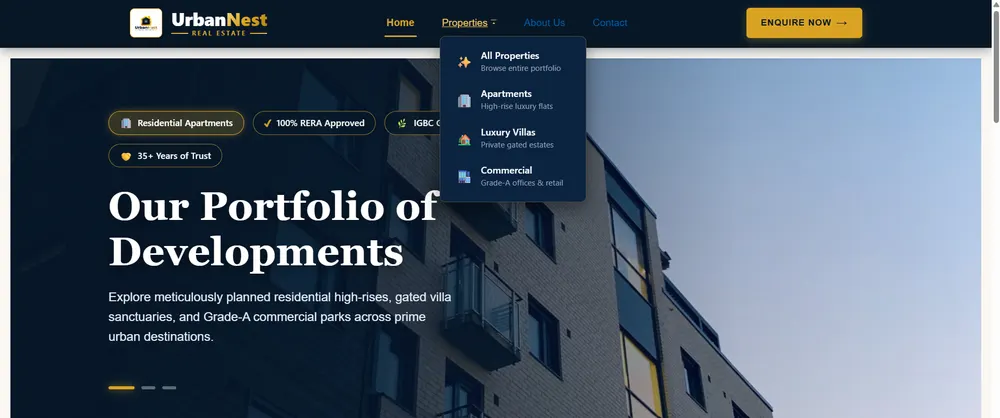 UrbanNest
REAL ESTATE
Home
Properties
About Us
Contact
ENQUIRE NOW →
All Properties
Browse entire portfolio
Apartments
High-rise luxury flats
Luxury Villas
Private gated estates
Commercial
Grade-A offices & retail
Residential Apartments
100% RERA Approved
IGBC
35+ Years of Trust
Our Portfolio of
Developments
Explore meticulously planned residential high-rises, gated villa
sanctuaries, and Grade-A commercial parks across prime
urban destinations.